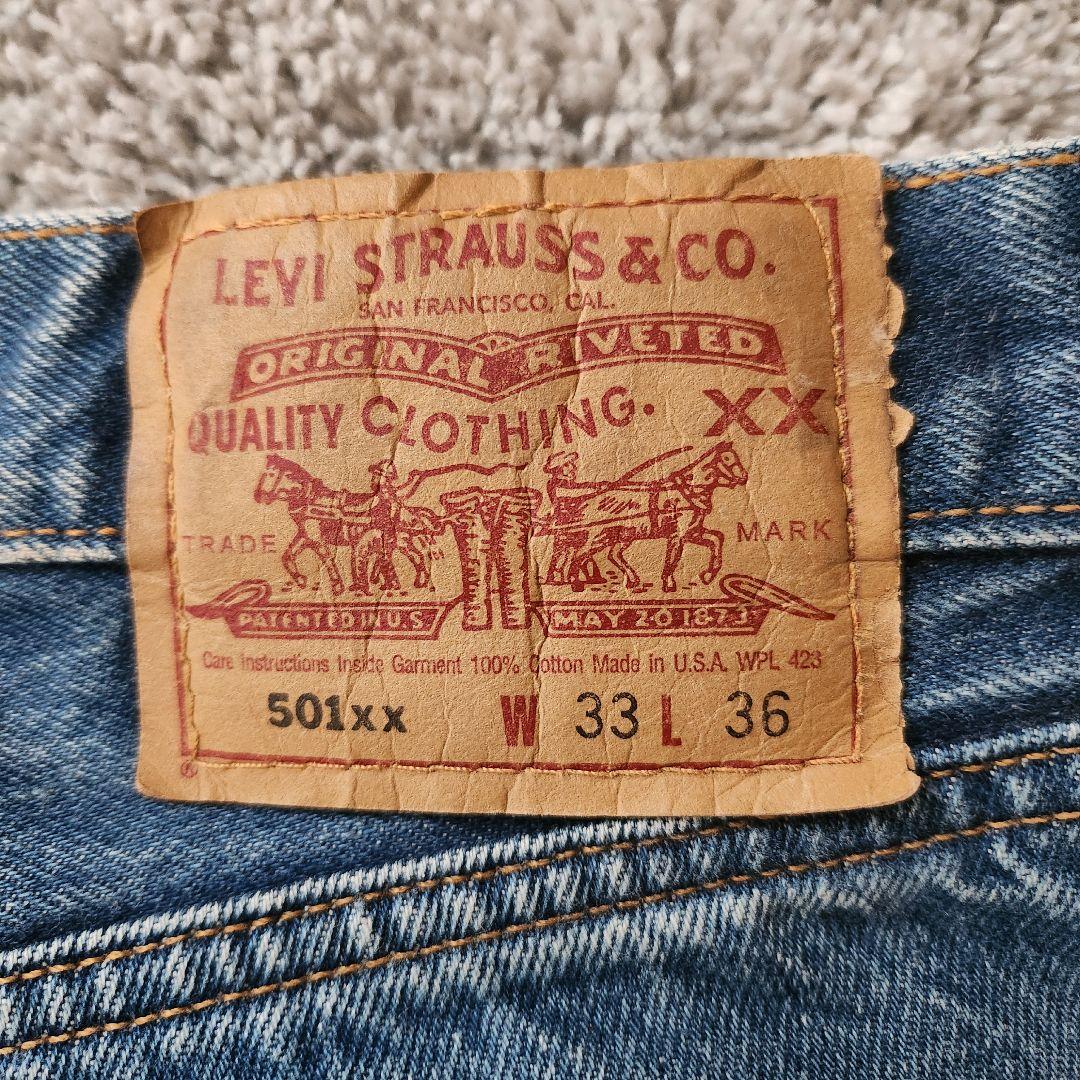 LEVI STRAUSS & CO.
SAN FRANCISCO, CAL.
ORIGINAL RIVETED
QUALITY CLOTHING. XX
TRADE MARK
PATENTED IN U.S. MAY 20 1873
Care Instructions Inside Garment 100% Cotton Made in U.S.A. WPL 423
501xx W 33 L 36
®